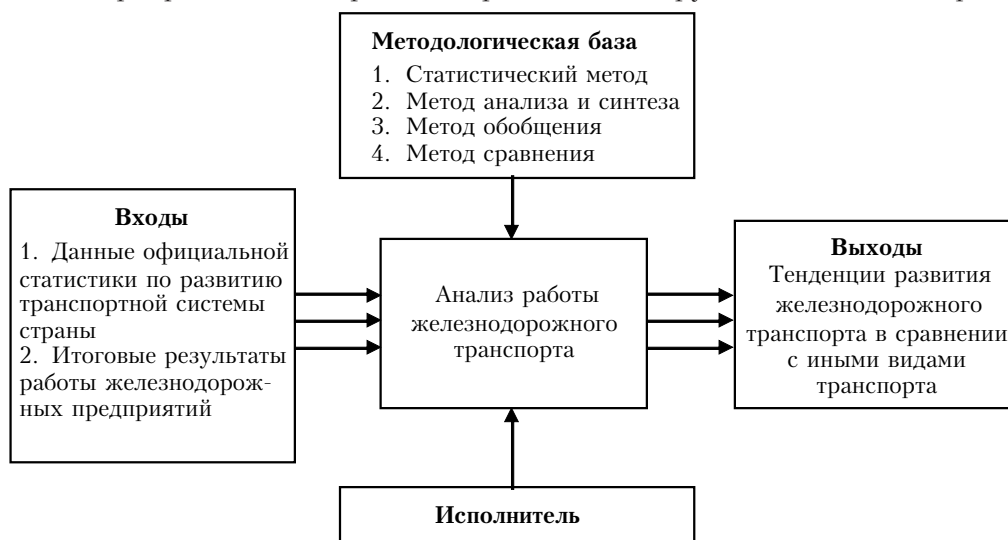 Методологическая база
1. Статистический метод
2. Метод анализа и синтеза
3. Метод обобщения
4. Метод сравнения
Входы
1. Данные официальной
статистики по развитию
транспортной системы
страны
2. Итоговые результаты
работы железнодорож-
ных предприятий
Анализ работы
железнодорожного
транспорта
Выходы
Тенденции развития
железнодорожного
транспорта в сравнении
с иными видами
транспорта
Исполнитель